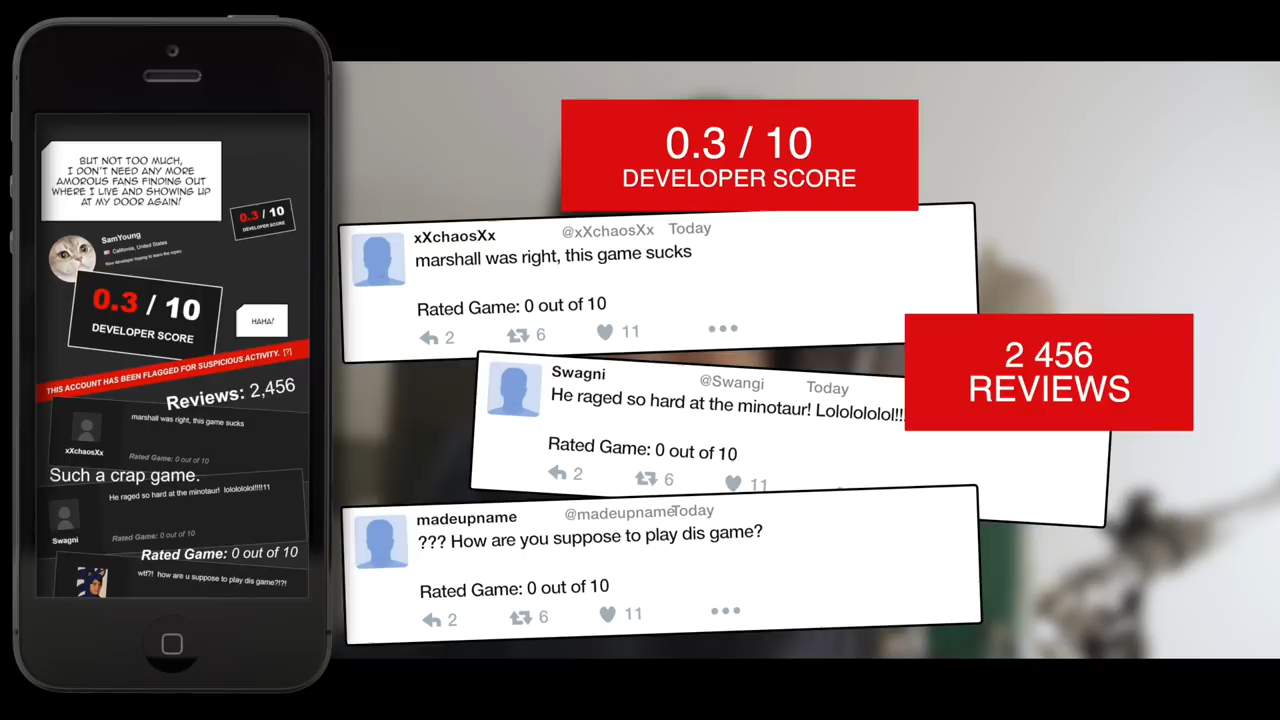 BUT NOT TOO MUCH,
I DON'T NEED ANY MORE
AMOROUS FANS FINDING OUT
WHERE I LIVE AND SHOWING UP
AT MY DOOR AGAIN!
0.3 / 10
DEVELOPER SCORE
SamYoung
California, United States
New developer hoping to learn the ropes.
0.3 / 10
DEVELOPER SCORE
HAHA!
THIS ACCOUNT HAS BEEN FLAGGED FOR SUSPICIOUS ACTIVITY. [?]
Reviews: 2,456
marshall was right, this game sucks
xXchaosXx
Rated Game: 0 out of 10
Such a crap game.
He raged so hard at the minotaur! lolololol!!!!11
Swagni
Rated Game: 0 out of 10
Rated Game: 0 out of 10
wtf?! how are u suppose to play dis game?!?!
0.3 / 10
DEVELOPER SCORE
xXchaosXx @xXchaosXx Today
marshall was right, this game sucks
Rated Game: 0 out of 10
2 6 11
2 456
REVIEWS
Swagni @Swangi Today
He raged so hard at the minotaur! Lolololololol!!
Rated Game: 0 out of 10
2 6 11
madeupname @madeupname Today
??? How are you suppose to play dis game?
Rated Game: 0 out of 10
2 6 11